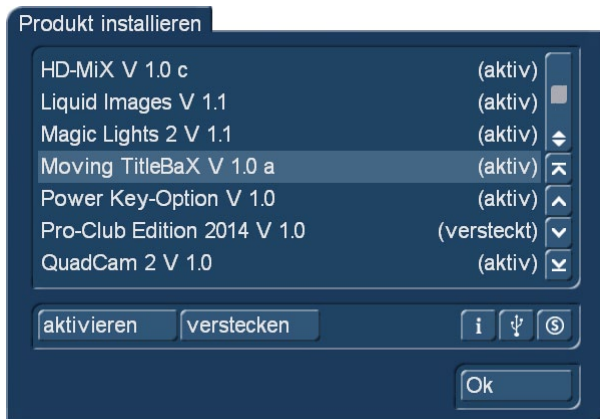 Produkt installieren
HD-MiX V 1.0 c (aktiv)
Liquid Images V 1.1 (aktiv)
Magic Lights 2 V 1.1 (aktiv)
Moving TitleBaX V 1.0 a (aktiv)
Power Key-Option V 1.0 (aktiv)
Pro-Club Edition 2014 V 1.0 (versteckt)
QuadCam 2 V 1.0 (aktiv)
aktivieren verstecken i S
Ok